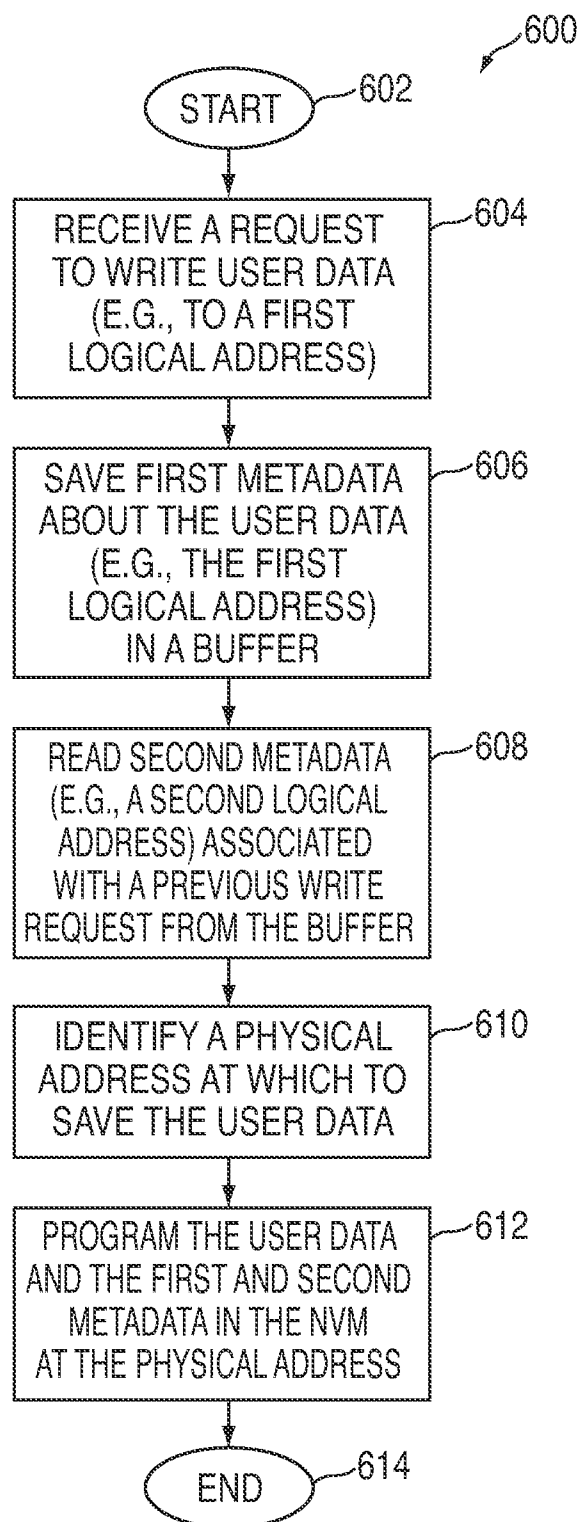 600
START
602
RECEIVE A REQUEST
TO WRITE USER DATA
(E.G., TO A FIRST
LOGICAL ADDRESS)
604
SAVE FIRST METADATA
ABOUT THE USER DATA
(E.G., THE FIRST
LOGICAL ADDRESS)
IN A BUFFER
606
READ SECOND METADATA
(E.G., A SECOND LOGICAL
ADDRESS) ASSOCIATED
WITH A PREVIOUS WRITE
REQUEST FROM THE BUFFER
608
IDENTIFY A PHYSICAL
ADDRESS AT WHICH TO
SAVE THE USER DATA
610
PROGRAM THE USER DATA
AND THE FIRST AND SECOND
METADATA IN THE NVM
AT THE PHYSICAL ADDRESS
612
END
614